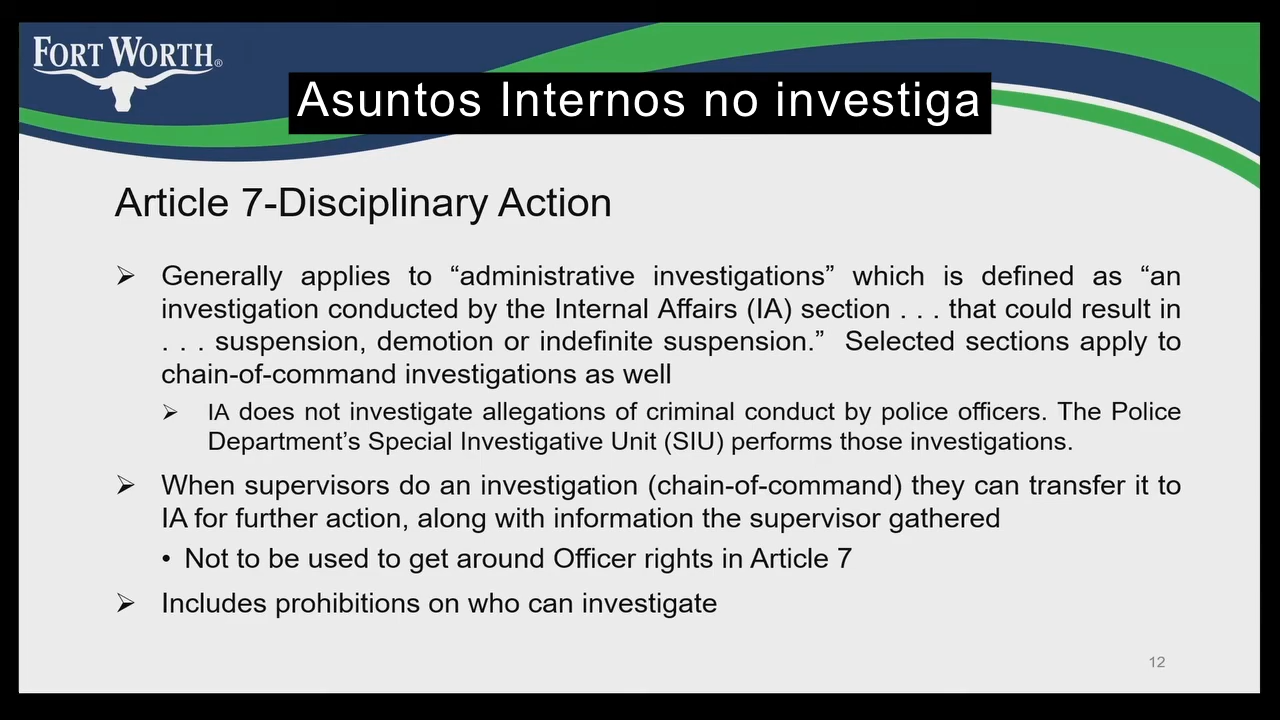 FORT WORTH®
Asuntos Internos no investiga
Article 7-Disciplinary Action
➢ Generally applies to “administrative investigations” which is defined as “an
investigation conducted by the Internal Affairs (IA) section . . . that could result in
. . . suspension, demotion or indefinite suspension.” Selected sections apply to
chain-of-command investigations as well
➢ IA does not investigate allegations of criminal conduct by police officers. The Police
Department’s Special Investigative Unit (SIU) performs those investigations.
➢ When supervisors do an investigation (chain-of-command) they can transfer it to
IA for further action, along with information the supervisor gathered
• Not to be used to get around Officer rights in Article 7
➢ Includes prohibitions on who can investigate
12